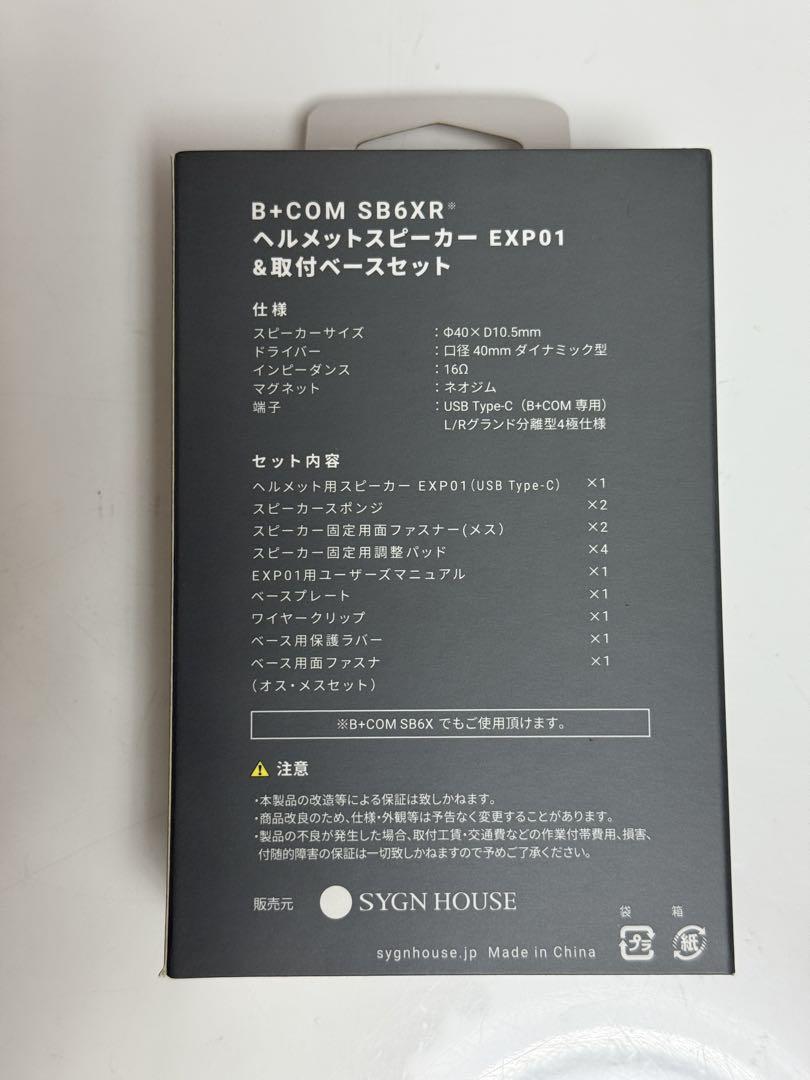 B+COM SB6XR※
ヘルメットスピーカー EXP01
&取付ベースセット
仕様
スピーカーサイズ ：Φ40×D10.5mm
ドライバー ：口径 40mm ダイナミック型
インピーダンス ：16Ω
マグネット ：ネオジム
端子 ：USB Type-C（B+COM 専用）
L/Rグランド分離型4極仕様
セット内容
ヘルメット用スピーカー EXP01（USB Type-C） ×1
スピーカースポンジ ×2
スピーカー固定用面ファスナー(メス） ×2
スピーカー固定用調整パッド ×4
EXP01用ユーザーズマニュアル ×1
ベースプレート ×1
ワイヤークリップ ×1
ベース用保護ラバー ×1
ベース用面ファスナ ×1
（オス・メスセット）
※B+COM SB6X でもご使用頂けます。
注意
・本製品の改造等による保証は致しかねます。
・商品改良のため、仕様・外観等は予告なく変更することがあります。
・製品の不良が発生した場合、取付工賃・交通費などの作業付帯費用、損害、
付随的障害の保証は一切致しかねますので予めご了承ください。
販売元 SYGN HOUSE
袋 箱
プラ 紙
sygnhouse.jp Made in China